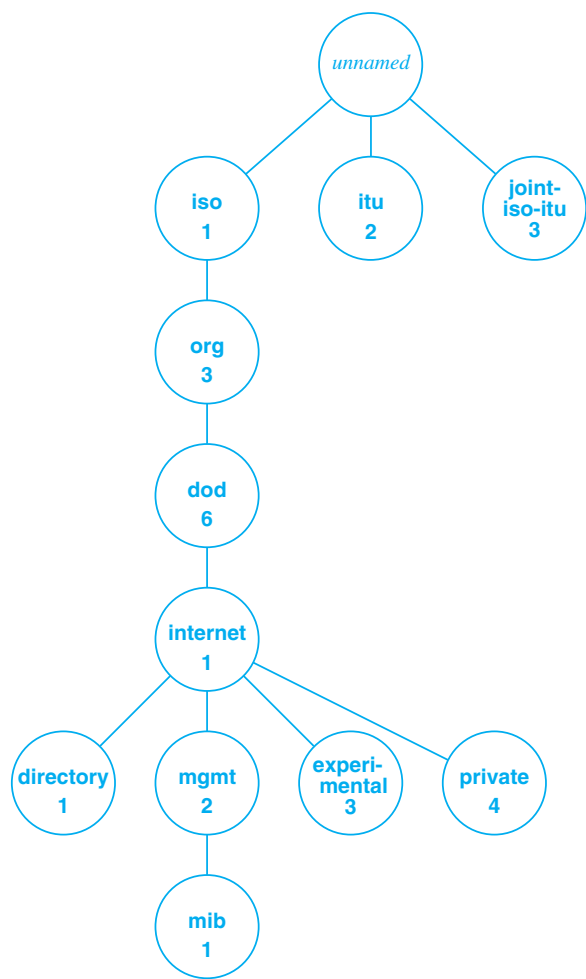 unnamed
iso
1
itu
2
joint-
iso-itu
3
org
3
dod
6
internet
1
directory
1
mgmt
2
experi-
mental
3
private
4
mib
1